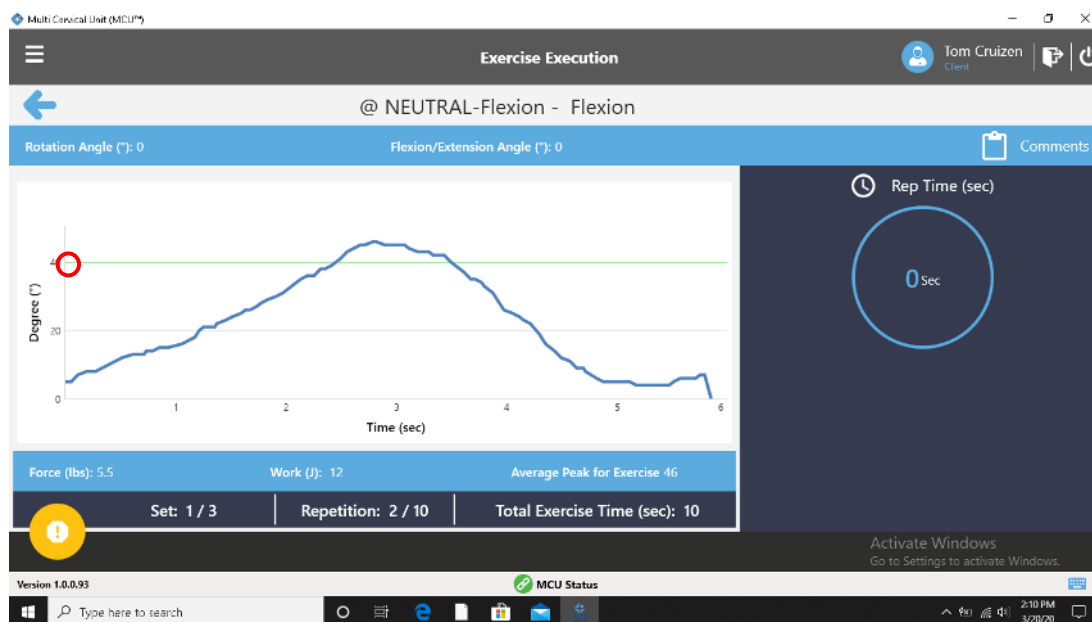 Multi Cervical Unit (MCU™)
Exercise Execution
Tom Cruizen
Client
@ NEUTRAL-Flexion - Flexion
Rotation Angle (°): 0
Flexion/Extension Angle (°): 0
Comments
Rep Time (sec)
0 Sec
Degree (°)
20
0
1
2
3
4
5
6
Time (sec)
Force (lbs): 5.5
Work (J): 12
Average Peak for Exercise 46
Set: 1 / 3
Repetition: 2 / 10
Total Exercise Time (sec): 10
Activate Windows
Go to Settings to activate Windows.
Version 1.0.0.93
MCU Status
Type here to search
2:10 PM
3/20/20